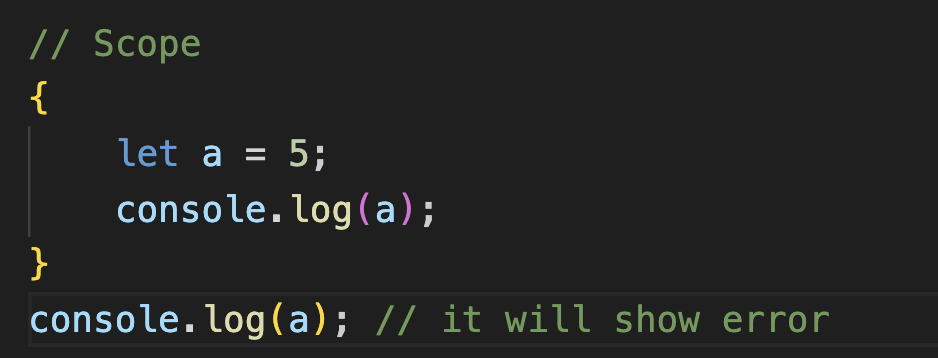 // Scope
{
    let a = 5;
    console.log(a);
}
console.log(a); // it will show error